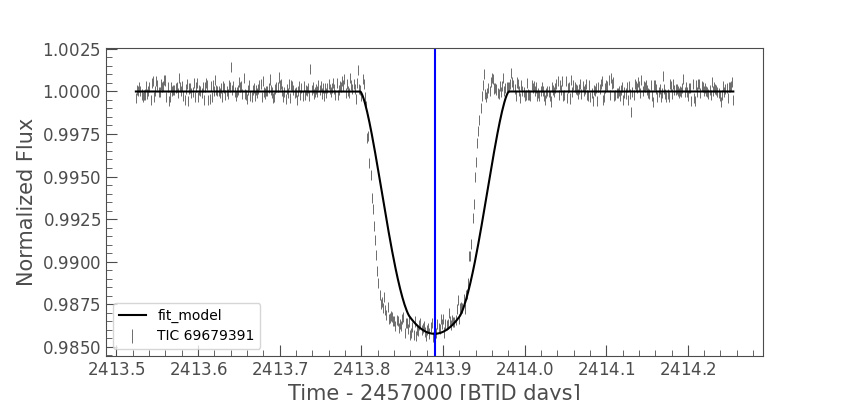 1.0025
1.0000
0.9975
0.9950
0.9925
0.9900
0.9875
0.9850
Normalized Flux
fit_model
TIC 69679391
2413.5 2413.6 2413.7 2413.8 2413.9 2414.0 2414.1 2414.2
Time - 2457000 [BTJD days]